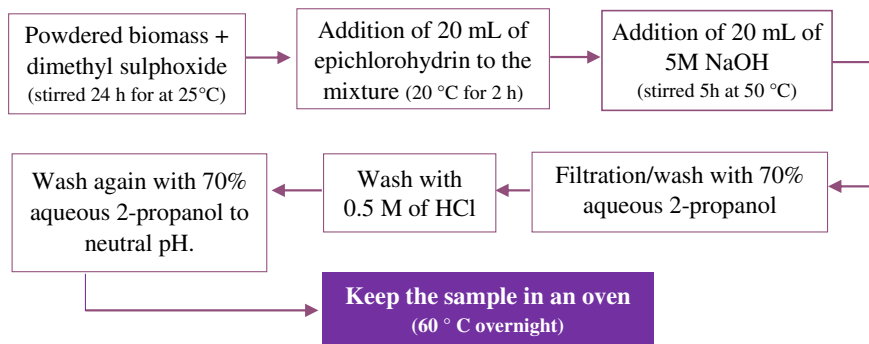 Powdered biomass +
dimethyl sulphoxide
(stirred 24 h for at 25°C)
Addition of 20 mL of
epichlorohydrin to the
mixture (20 °C for 2 h)
Addition of 20 mL of
5M NaOH
(stirred 5h at 50 °C)
Filtration/wash with 70%
aqueous 2-propanol
Wash with
0.5 M of HCl
Wash again with 70%
aqueous 2-propanol to
neutral pH.
Keep the sample in an oven
(60 ° C overnight)